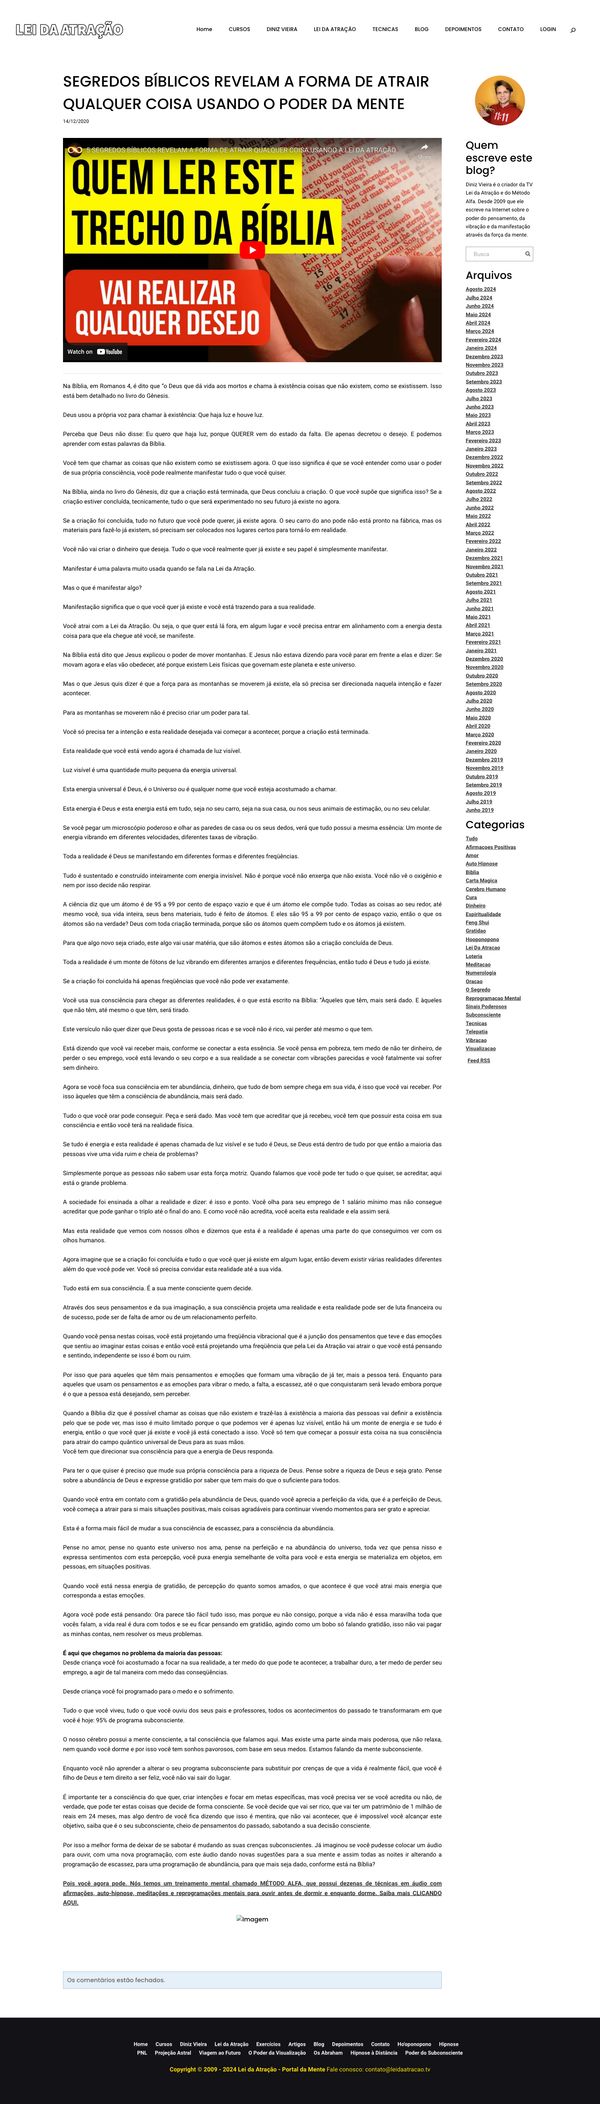 LEI DA ATRAÇÃO
Home CURSOS DINIZ VIEIRA LEI DA ATRAÇÃO TECNICAS BLOG DEPOIMENTOS CONTATO LOGIN
SEGREDOS BÍBLICOS REVELAM A FORMA DE ATRAIR
QUALQUER COISA USANDO O PODER DA MENTE
14/12/2020
5 SEGREDOS BÍBLICOS REVELAM A FORMA DE ATRAIR QUALQUER COISA USANDO A LEI DA ATRAÇÃO
QUEM LER ESTE
TRECHO DA BÍBLIA
VAI REALIZAR
QUALQUER DESEJO
Watch on YouTube
Na Bíblia, em Romanos 4, é dito que "o Deus que dá vida aos mortos e chama à existência coisas que não existem, como se existissem. Isso
está bem detalhado no livro do Gênesis.
Deus usou a própria voz para chamar à existência: Que haja luz e houve luz.
Perceba que Deus não disse: Eu quero que haja luz, porque QUERER vem do estado da falta. Ele apenas decretou o desejo. E podemos
aprender com estas palavras da Bíblia.
Você tem que chamar as coisas que não existem como se existissem agora. O que isso significa é que se você entender como usar o poder
de sua própria consciência, você pode realmente manifestar tudo o que você quiser.
Na Bíblia, ainda no livro do Gênesis, diz que a criação está terminada, que Deus concluiu a criação. O que você supõe que significa isso? Se a
criação estiver concluída, tecnicamente, tudo o que será experimentado no seu futuro já existe no agora.
Se a criação foi concluída, tudo no futuro que você pode querer, já existe agora. O seu carro do ano pode não está pronto na fábrica, mas os
materiais para fazê-lo já existem, só precisam ser colocados nos lugares certos para torná-lo em realidade.
Você não vai criar o dinheiro que deseja. Tudo o que você realmente quer já existe e seu papel é simplesmente manifestar.
Manifestar é uma palavra muito usada quando se fala na Lei da Atração.
Mas o que é manifestar algo?
Manifestação significa que o que você quer já existe e você está trazendo para a sua realidade.
Você atrai com a Lei da Atração. Ou seja, o que quer está lá fora, em algum lugar e você precisa entrar em alinhamento com a energia desta
coisa para que ela chegue até você, se manifeste.
Na Bíblia está dito que Jesus explicou o poder de mover montanhas. E Jesus não estava dizendo para você parar em frente a elas e dizer: Se
movam agora e elas vão obedecer, até porque existem Leis físicas que governam este planeta e este universo.
Mas o que Jesus quis dizer é que a força para as montanhas se moverem já existe, ela só precisa ser direcionada naquela intenção e fazer
acontecer.
Para as montanhas se moverem não é preciso criar um poder para tal.
Você só precisa ter a intenção e esta realidade desejada vai começar a acontecer, porque a criação está terminada.
Esta realidade que você está vendo agora é chamada de luz visível.
Luz visível é uma quantidade muito pequena da energia universal.
Esta energia universal é Deus, é o Universo ou é qualquer nome que você esteja acostumado a chamar.
Esta energia é Deus e esta energia está em tudo, seja no seu carro, seja na sua casa, ou nos seus animais de estimação, ou no seu celular.
Se você pegar um microscópio poderoso e olhar as paredes de casa ou os seus dedos, verá que tudo possui a mesma essência: Um monte de
energia vibrando em diferentes velocidades, diferentes taxas de vibração.
Toda a realidade é Deus se manifestando em diferentes formas e diferentes freqüências.
Tudo é sustentado e construído inteiramente com energia invisível. Não é porque você não enxerga que não exista. Você não vê o oxigênio e
nem por isso decide não respirar.
A ciência diz que um átomo é de 95 a 99 por cento de espaço vazio e que é um átomo ele compõe tudo. Todas as coisas ao seu redor, até
mesmo você, sua vida inteira, seus bens materiais, tudo é feito de átomos. E eles são 95 a 99 por cento de espaço vazio, então o que os
átomos são na verdade? Deus com toda criação terminada, porque são os átomos quem compõem tudo e os átomos já existem.
Para que algo novo seja criado, este algo vai usar matéria, que são átomos e estes átomos são a criação concluída de Deus.
Toda a realidade é um monte de fótons de luz vibrando em diferentes arranjos e diferentes frequências, então tudo é Deus e tudo já existe.
Se a criação foi concluída há apenas freqüências que você não pode ver exatamente.
Você usa sua consciência para chegar as diferentes realidades, é o que está escrito na Bíblia: "Àqueles que têm, mais será dado. E àqueles
que não têm, até mesmo o que têm, será tirado.
Este versículo não quer dizer que Deus gosta de pessoas ricas e se você não é rico, vai perder até mesmo o que tem.
Está dizendo que você vai receber mais, conforme se conectar a esta essência. Se você pensa em pobreza, tem medo de não ter dinheiro, de
perder o seu emprego, você está levando o seu corpo e a sua realidade a se conectar com vibrações parecidas e você fatalmente vai sofrer
sem dinheiro.
Agora se você foca sua consciência em ter abundância, dinheiro, que tudo de bom sempre chega em sua vida, é isso que você vai receber. Por
isso àqueles que têm a consciência de abundância, mais será dado.
Tudo o que você orar pode conseguir. Peça e será dado. Mas você tem que acreditar que já recebeu, você tem que possuir esta coisa em sua
consciência e então você terá na realidade física.
Se tudo é energia e esta realidade é apenas chamada de luz visível e se tudo é Deus, se Deus está dentro de tudo por que então a maioria das
pessoas vive uma vida ruim e cheia de problemas?
Simplesmente porque as pessoas não sabem usar esta força motriz. Quando falamos que você pode ter tudo o que quiser, se acreditar, aqui
está o grande problema.
A sociedade foi ensinada a olhar a realidade e dizer: é isso e ponto. Você olha para seu emprego de 1 salário mínimo mas não consegue
acreditar que pode ganhar o triplo até o final do ano. E como você não acredita, você aceita esta realidade e ela assim será.
Mas esta realidade que vemos com nossos olhos e dizemos que esta é a realidade é apenas uma parte do que conseguimos ver com os
olhos humanos.
Agora imagine que se a criação foi concluída e tudo o que você quer já existe em algum lugar, então devem existir várias realidades diferentes
além do que você pode ver. Você só precisa convidar esta realidade até a sua vida.
Tudo está em sua consciência. É a sua mente consciente quem decide.
Através dos seus pensamentos e da sua imaginação, a sua consciência projeta uma realidade e esta realidade pode ser de luta financeira ou
de sucesso, pode ser de falta de amor ou de um relacionamento perfeito.
Quando você pensa nestas coisas, você está projetando uma freqüência vibracional que é a junção dos pensamentos que teve e das emoções
que sentiu ao imaginar estas coisas e então você está projetando uma freqüência que pela Lei da Atração vai atrair o que você está pensando
e sentindo, independente se isso é bom ou ruim.
Por isso que para aqueles que têm mais pensamentos e emoções que formam uma vibração de já ter, mais a pessoa terá. Enquanto para
aqueles que usam os pensamentos e as emoções para vibrar o medo, a falta, a escassez, até o que conquistaram será levado embora porque
é o que a pessoa está desejando, sem perceber.
Quando a Bíblia diz que é possível chamar as coisas que não existem e trazê-las à existência a maioria das pessoas vai definir a existência
pelo que se pode ver, mas isso é muito limitado porque o que podemos ver é apenas luz visível, então há um monte de energia e se tudo é
energia, então o que você quer já existe e você já está conectado a isso. Você só tem que começar a possuir esta coisa na sua consciência
para atrair do campo quântico universal de Deus para as suas mãos.
Você tem que direcionar sua consciência para que a energia de Deus responda.
Para ter o que quiser é preciso que mude sua própria consciência para a riqueza de Deus. Pense sobre a riqueza de Deus e seja grato. Pense
sobre a abundância de Deus e expresse gratidão por saber que tem mais do que o suficiente para todos.
Quando você entra em contato com a gratidão pela abundância de Deus, quando você aprecia a perfeição da vida, que é a perfeição de Deus,
você começa a atrair para si mais situações positivas, mais coisas agradáveis para continuar vivendo momentos para ser grato e apreciar.
Esta é a forma mais fácil de mudar a sua consciência de escassez, para a consciência da abundância.
Pense no amor, pense no quanto este universo nos ama, pense na perfeição e na abundância do universo, toda vez que pensa nisso e
expressa sentimentos com esta percepção, você puxa energia semelhante de volta para você e esta energia se materializa em objetos, em
pessoas, em situações positivas.
Quando você está nessa energia de gratidão, de percepção do quanto somos amados, o que acontece é que você atrai mais energia que
corresponda a estas emoções.
Agora você pode está pensando: Ora parece tão fácil tudo isso, mas porque eu não consigo, porque a vida não é essa maravilha toda que
vocês falam, a vida real é dura com todos e se eu ficar pensando em gratidão, agindo como um bobo só falando gratidão, isso não vai pagar
as minhas contas, nem resolver os meus problemas.
É aqui que chegamos no problema da maioria das pessoas:
Desde criança você foi acostumado a focar na sua realidade, a ter medo do que pode te acontecer, a trabalhar duro, a ter medo de perder seu
emprego, a agir de tal maneira com medo das conseqüências.
Desde criança você foi programado para o medo e o sofrimento.
Tudo o que você viveu, tudo o que você ouviu dos seus pais e professores, todos os acontecimentos do passado te transformaram em que
você é hoje: 95% de programa subconsciente.
O nosso cérebro possui a mente consciente, a tal consciência que falamos aqui. Mas existe uma parte ainda mais poderosa, que não relaxa,
nem quando você dorme e por isso você tem sonhos pavorosos, com base em seus medos. Estamos falando da mente subconsciente.
Enquanto você não aprender a alterar o seu programa subconsciente para substituir por crenças de que a vida é realmente fácil, que você é
filho de Deus e tem direito a ser feliz, você não vai sair do lugar.
É importante ter a consciência do que quer, criar intenções e focar em metas específicas, mas você precisa ver se você acredita ou não, de
verdade, que pode ter estas coisas que decide de forma consciente. Se você decide que vai ser rico, que vai ter um patrimônio de 1 milhão de
reais em 24 meses, mas algo dentro de você fica dizendo que isso é mentira, que não vai acontecer, que é impossível você alcançar este
objetivo, saiba que é o seu subconsciente, cheio de pensamentos do passado, sabotando a sua decisão consciente.
Por isso a melhor forma de deixar de se sabotar é mudando as suas crenças subconscientes. Já imaginou se você pudesse colocar um áudio
para ouvir, com uma nova programação, com este áudio dando novas sugestões para a sua mente e assim todas as noites ir alterando a
programação de escassez, para uma programação de abundância, para que mais seja dado, conforme está na Bíblia?
Pois você agora pode. Nós temos um treinamento mental chamado MÉTODO ALFA, que possui dezenas de técnicas em áudio com
afirmações, auto-hipnose, meditações e reprogramações mentais para ouvir antes de dormir e enquanto dorme. Saiba mais CLICANDO
AQUI.
Imagem
Os comentários estão fechados.
11:11
Quem
escreve este
blog?
Diniz Vieira é o criador da TV
Lei da Atração e do Método
Alfa. Desde 2009 que ele
escreve na Internet sobre o
poder do pensamento, da
vibração e da manifestação
através da força da mente.
Busca
Arquivos
Agosto 2024
Julho 2024
Junho 2024
Maio 2024
Abril 2024
Março 2024
Fevereiro 2024
Janeiro 2024
Dezembro 2023
Novembro 2023
Outubro 2023
Setembro 2023
Agosto 2023
Julho 2023
Junho 2023
Maio 2023
Abril 2023
Março 2023
Fevereiro 2023
Janeiro 2023
Dezembro 2022
Novembro 2022
Outubro 2022
Setembro 2022
Agosto 2022
Julho 2022
Junho 2022
Maio 2022
Abril 2022
Março 2022
Fevereiro 2022
Janeiro 2022
Dezembro 2021
Novembro 2021
Outubro 2021
Setembro 2021
Agosto 2021
Julho 2021
Junho 2021
Maio 2021
Abril 2021
Março 2021
Fevereiro 2021
Janeiro 2021
Dezembro 2020
Novembro 2020
Outubro 2020
Setembro 2020
Agosto 2020
Julho 2020
Junho 2020
Maio 2020
Abril 2020
Março 2020
Fevereiro 2020
Janeiro 2020
Dezembro 2019
Novembro 2019
Outubro 2019
Setembro 2019
Agosto 2019
Julho 2019
Junho 2019
Categorias
Tudo
Afirmacoes Positivas
Amor
Auto Hipnose
Biblia
Carta Magica
Cerebro Humano
Cura
Dinheiro
Espiritualidade
Feng Shui
Gratidao
Hooponopono
Lei Da Atracao
Loteria
Meditacao
Numerologia
Oracao
O Segredo
Reprogramacao Mental
Sinais Poderosos
Subconsciente
Tecnicas
Telepatia
Vibracao
Visualizacao
Feed RSS
Home Cursos Diniz Vieira Lei da Atração Exercícios Artigos Blog Depoimentos Contato Ho'oponopono Hipnose
PNL Projeção Astral Viagem ao Futuro O Poder da Visualização Os Abraham Hipnose à Distância Poder do Subconsciente
Copyright © 2009 - 2024 Lei da Atração - Portal da Mente Fale conosco: contato@leidaatracao.tv